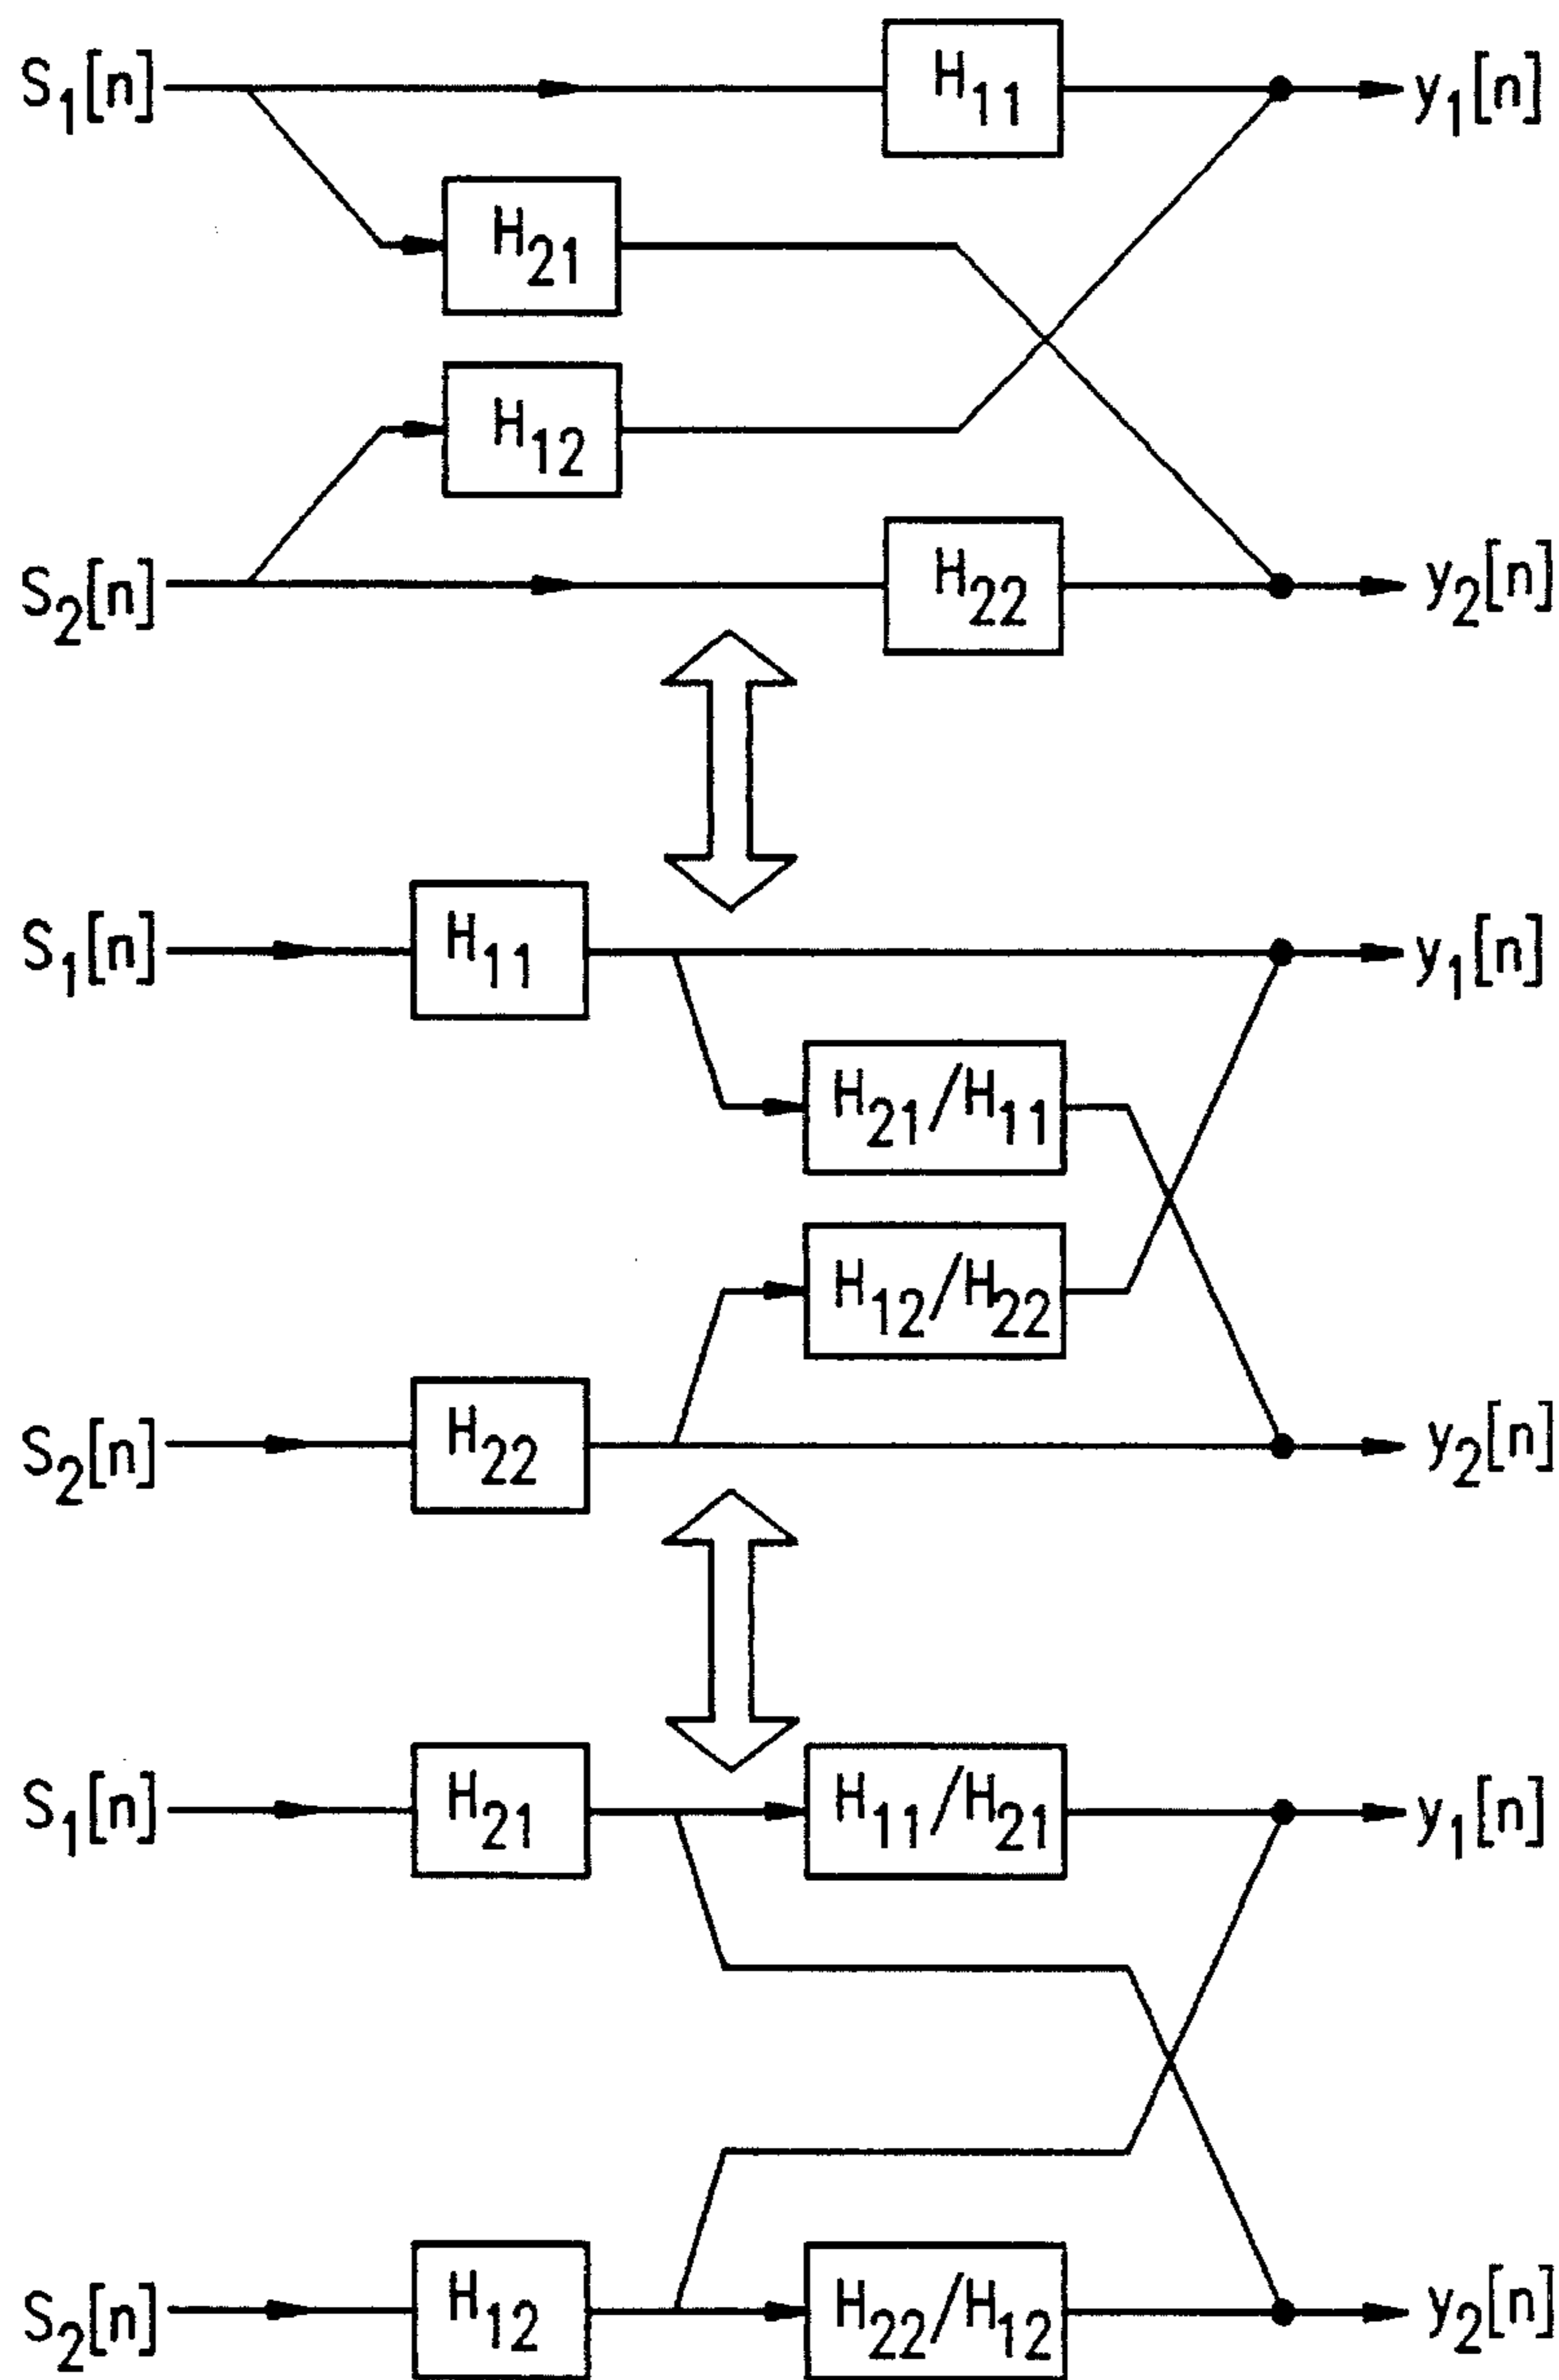 S₁[n] H₁₁ y₁[n]
H₂₁
H₁₂
S₂[n] H₂₂ y₂[n]
S₁[n] H₁₁ y₁[n]
H₂₁/H₁₁
H₁₂/H₂₂
S₂[n] H₂₂ y₂[n]
S₁[n] H₂₁ H₁₁/H₂₁ y₁[n]
S₂[n] H₁₂ H₂₂/H₁₂ y₂[n]